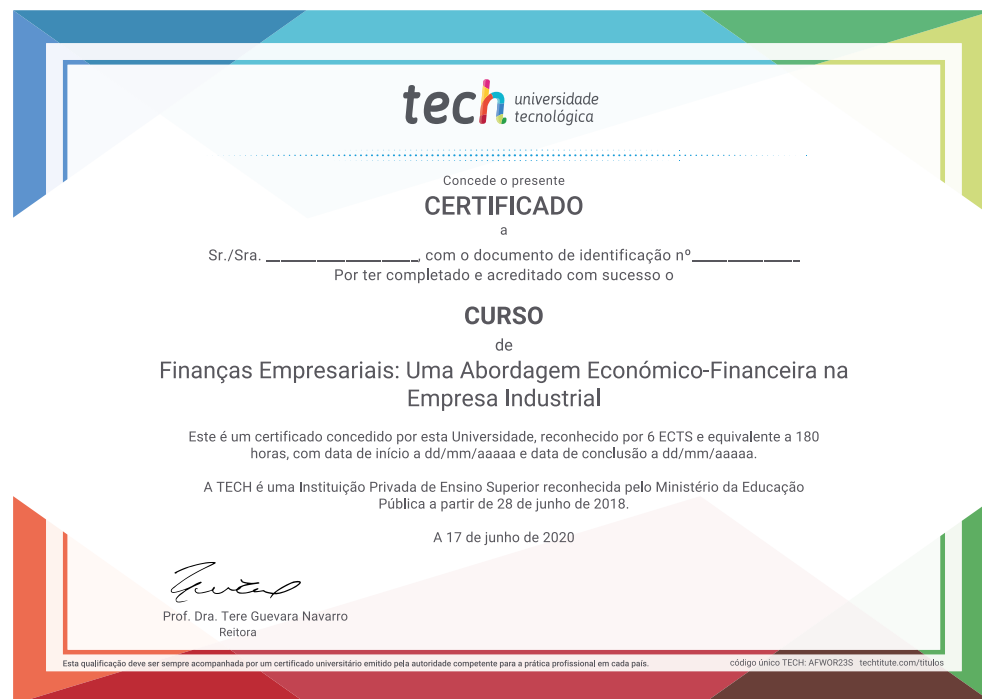 tech universidade
tecnológica
Concede o presente
CERTIFICADO
a
Sr./Sra. ____________________, com o documento de identificação nº______________
Por ter completado e acreditado com sucesso o
CURSO
de
Finanças Empresariais: Uma Abordagem Económico-Financeira na
Empresa Industrial
Este é um certificado concedido por esta Universidade, reconhecido por 6 ECTS e equivalente a 180
horas, com data de início a dd/mm/aaaaa e data de conclusão a dd/mm/aaaaa.
A TECH é uma Instituição Privada de Ensino Superior reconhecida pelo Ministério da Educação
Pública a partir de 28 de junho de 2018.
A 17 de junho de 2020
Prof. Dra. Tere Guevara Navarro
Reitora
Esta qualificação deve ser sempre acompanhada por um certificado universitário emitido pela autoridade competente para a prática profissional em cada país.
código único TECH: AFWOR23S techtitute.com/titulos